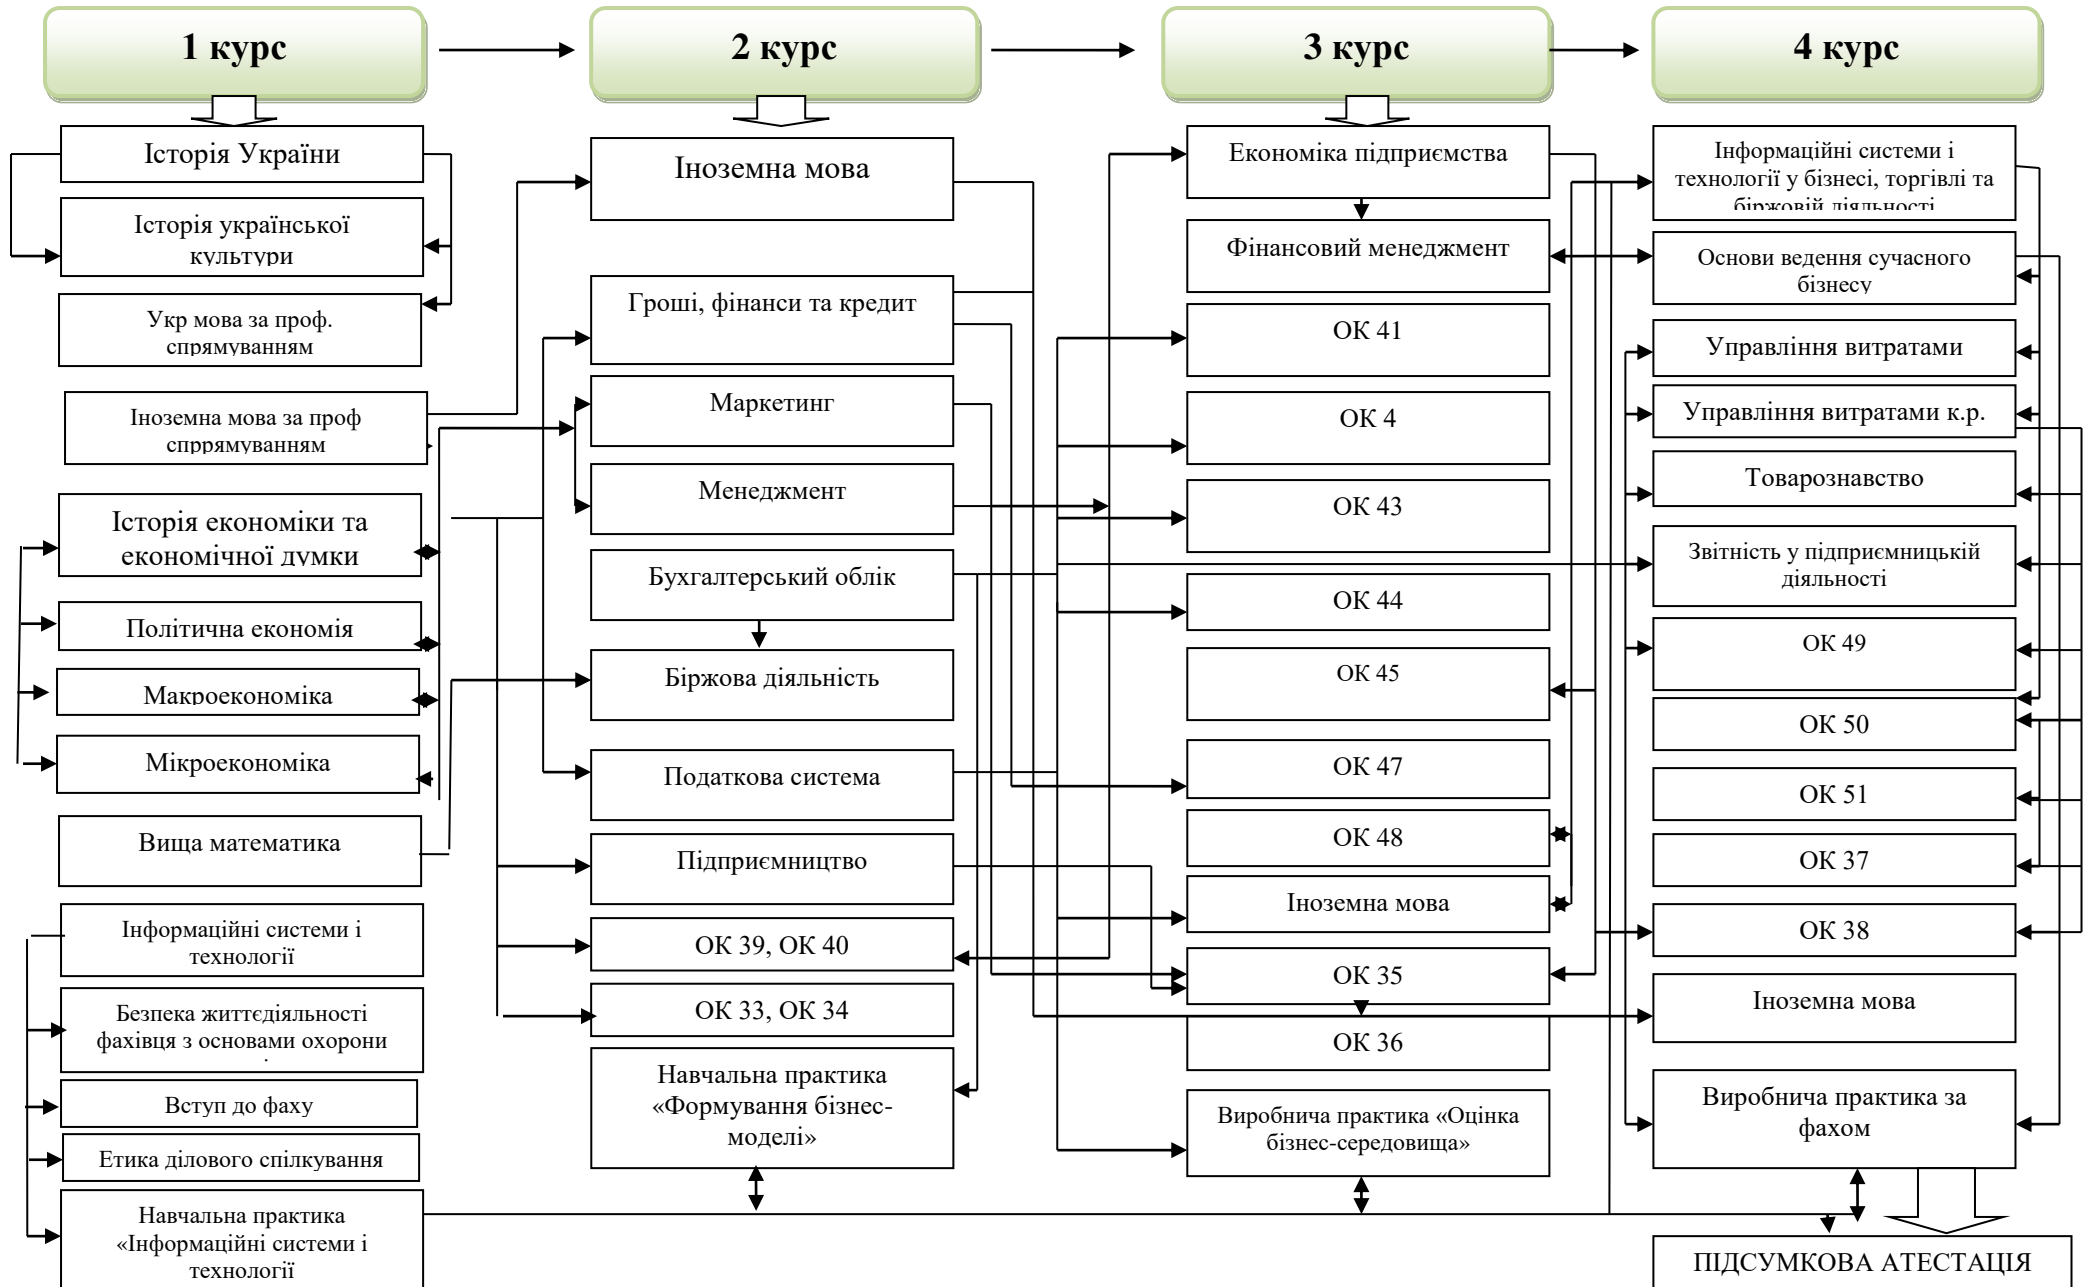 1 курс
2 курс
3 курс
4 курс
Історія України
Історія української
культури
Укр мова за проф.
спрямуванням
Іноземна мова за проф
спррямуванням
Історія економіки та
економічної думки
Політична економія
Макроекономіка
Мікроекономіка
Вища математика
Інформаційні системи і
технології
Безпека життєдіяльності
фахівця з основами охорони
Вступ до фаху
Етика ділового спілкування
Навчальна практика
«Інформаційні системи і
технології
Іноземна мова
Гроші, фінанси та кредит
Маркетинг
Менеджмент
Бухгалтерський облік
Біржова діяльність
Податкова система
Підприємництво
ОК 39, ОК 40
ОК 33, ОК 34
Навчальна практика
«Формування бізнес-
моделі»
Економіка підприємства
Фінансовий менеджмент
ОК 41
ОК 4
ОК 43
ОК 44
ОК 45
ОК 47
ОК 48
Іноземна мова
ОК 35
ОК 36
Виробнича практика «Оцінка
бізнес-середовища»
Інформаційні системи і
технології у бізнесі, торгівлі та
біржовій діяльності
Основи ведення сучасного
бізнесу
Управління витратами
Управління витратами к.р.
Товарознавство
Звітність у підприємницькій
діяльності
ОК 49
ОК 50
ОК 51
ОК 37
ОК 38
Іноземна мова
Виробнича практика за
фахом
ПІДСУМКОВА АТЕСТАЦІЯ